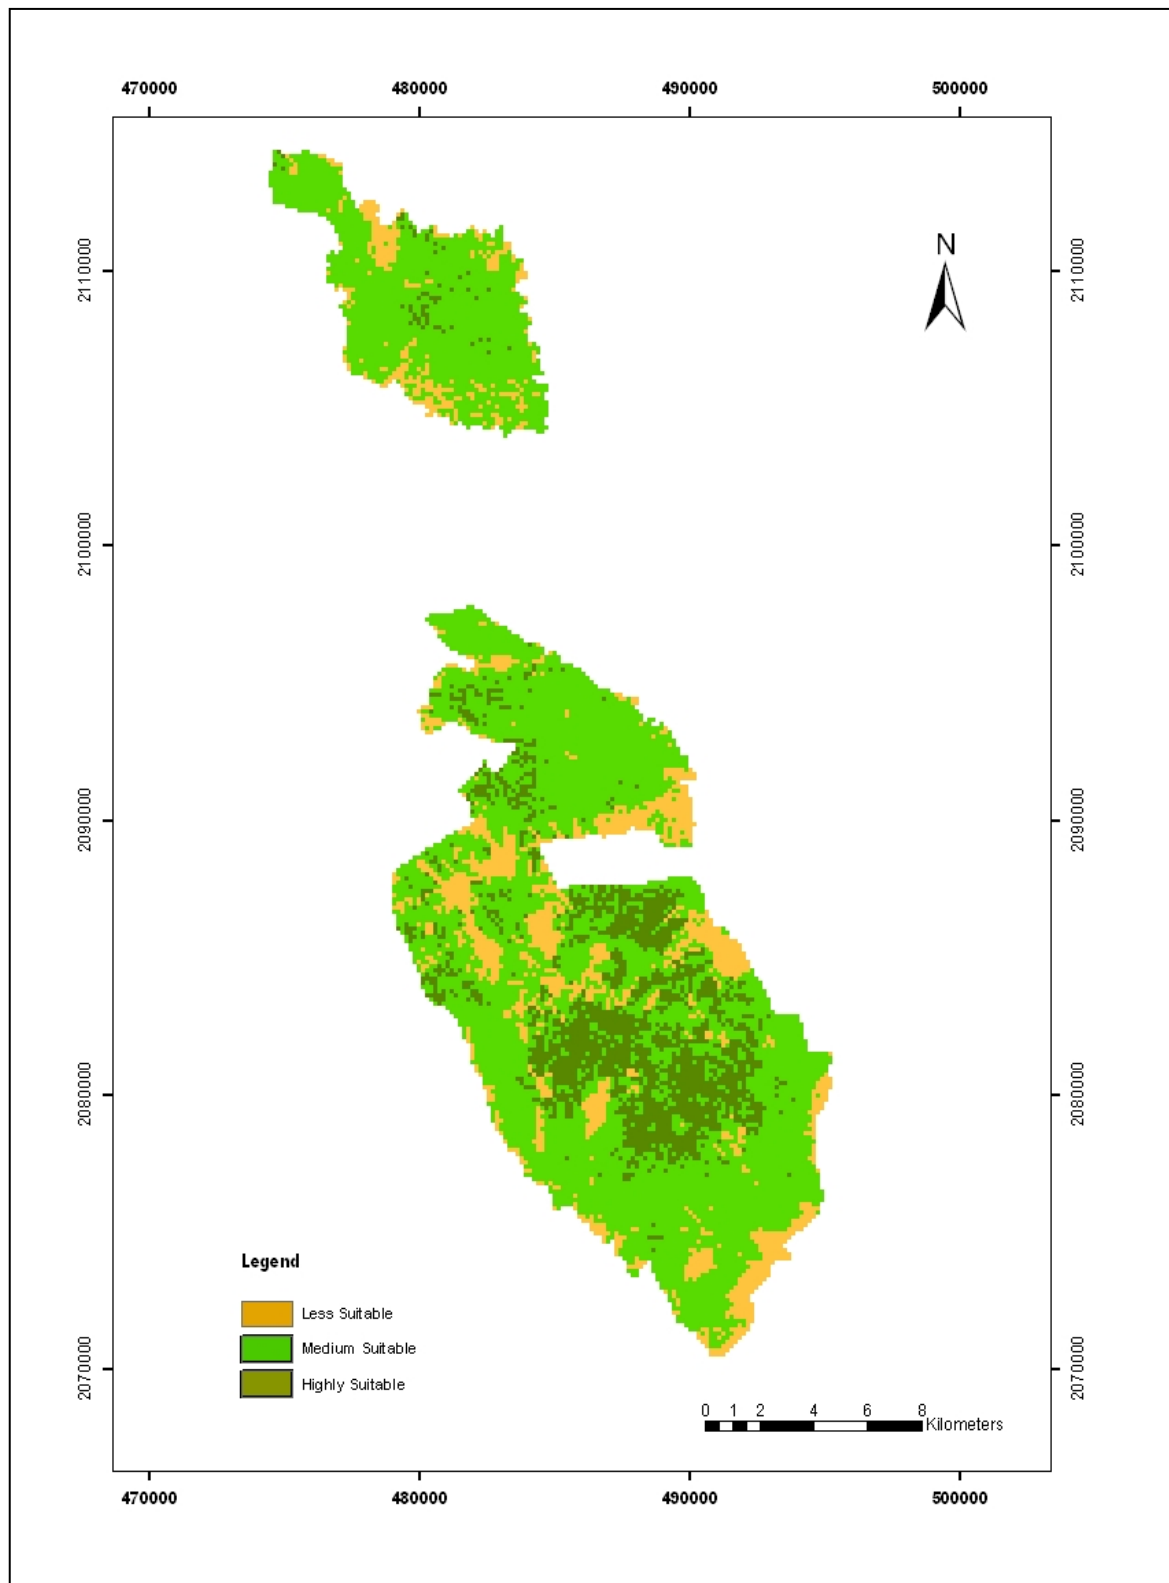 470000 480000 490000 500000
N
2110000 2110000
2100000 2100000
2090000 2090000
2080000 2080000
Legend
Less Suitable
Medium Suitable
Highly Suitable
2070000 2070000
0 1 2 4 6 8
Kilometers
470000 480000 490000 500000